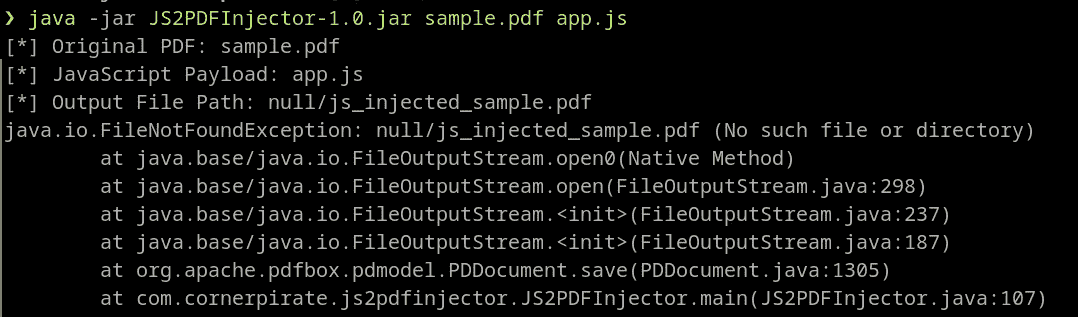 ❯ java -jar JS2PDFInjector-1.0.jar sample.pdf app.js
[*] Original PDF: sample.pdf
[*] JavaScript Payload: app.js
[*] Output File Path: null/js_injected_sample.pdf
java.io.FileNotFoundException: null/js_injected_sample.pdf (No such file or directory)
        at java.base/java.io.FileOutputStream.open0(Native Method)
        at java.base/java.io.FileOutputStream.open(FileOutputStream.java:298)
        at java.base/java.io.FileOutputStream.<init>(FileOutputStream.java:237)
        at java.base/java.io.FileOutputStream.<init>(FileOutputStream.java:187)
        at org.apache.pdfbox.pdmodel.PDDocument.save(PDDocument.java:1305)
        at com.cornerpirate.js2pdfinjector.JS2PDFInjector.main(JS2PDFInjector.java:107)